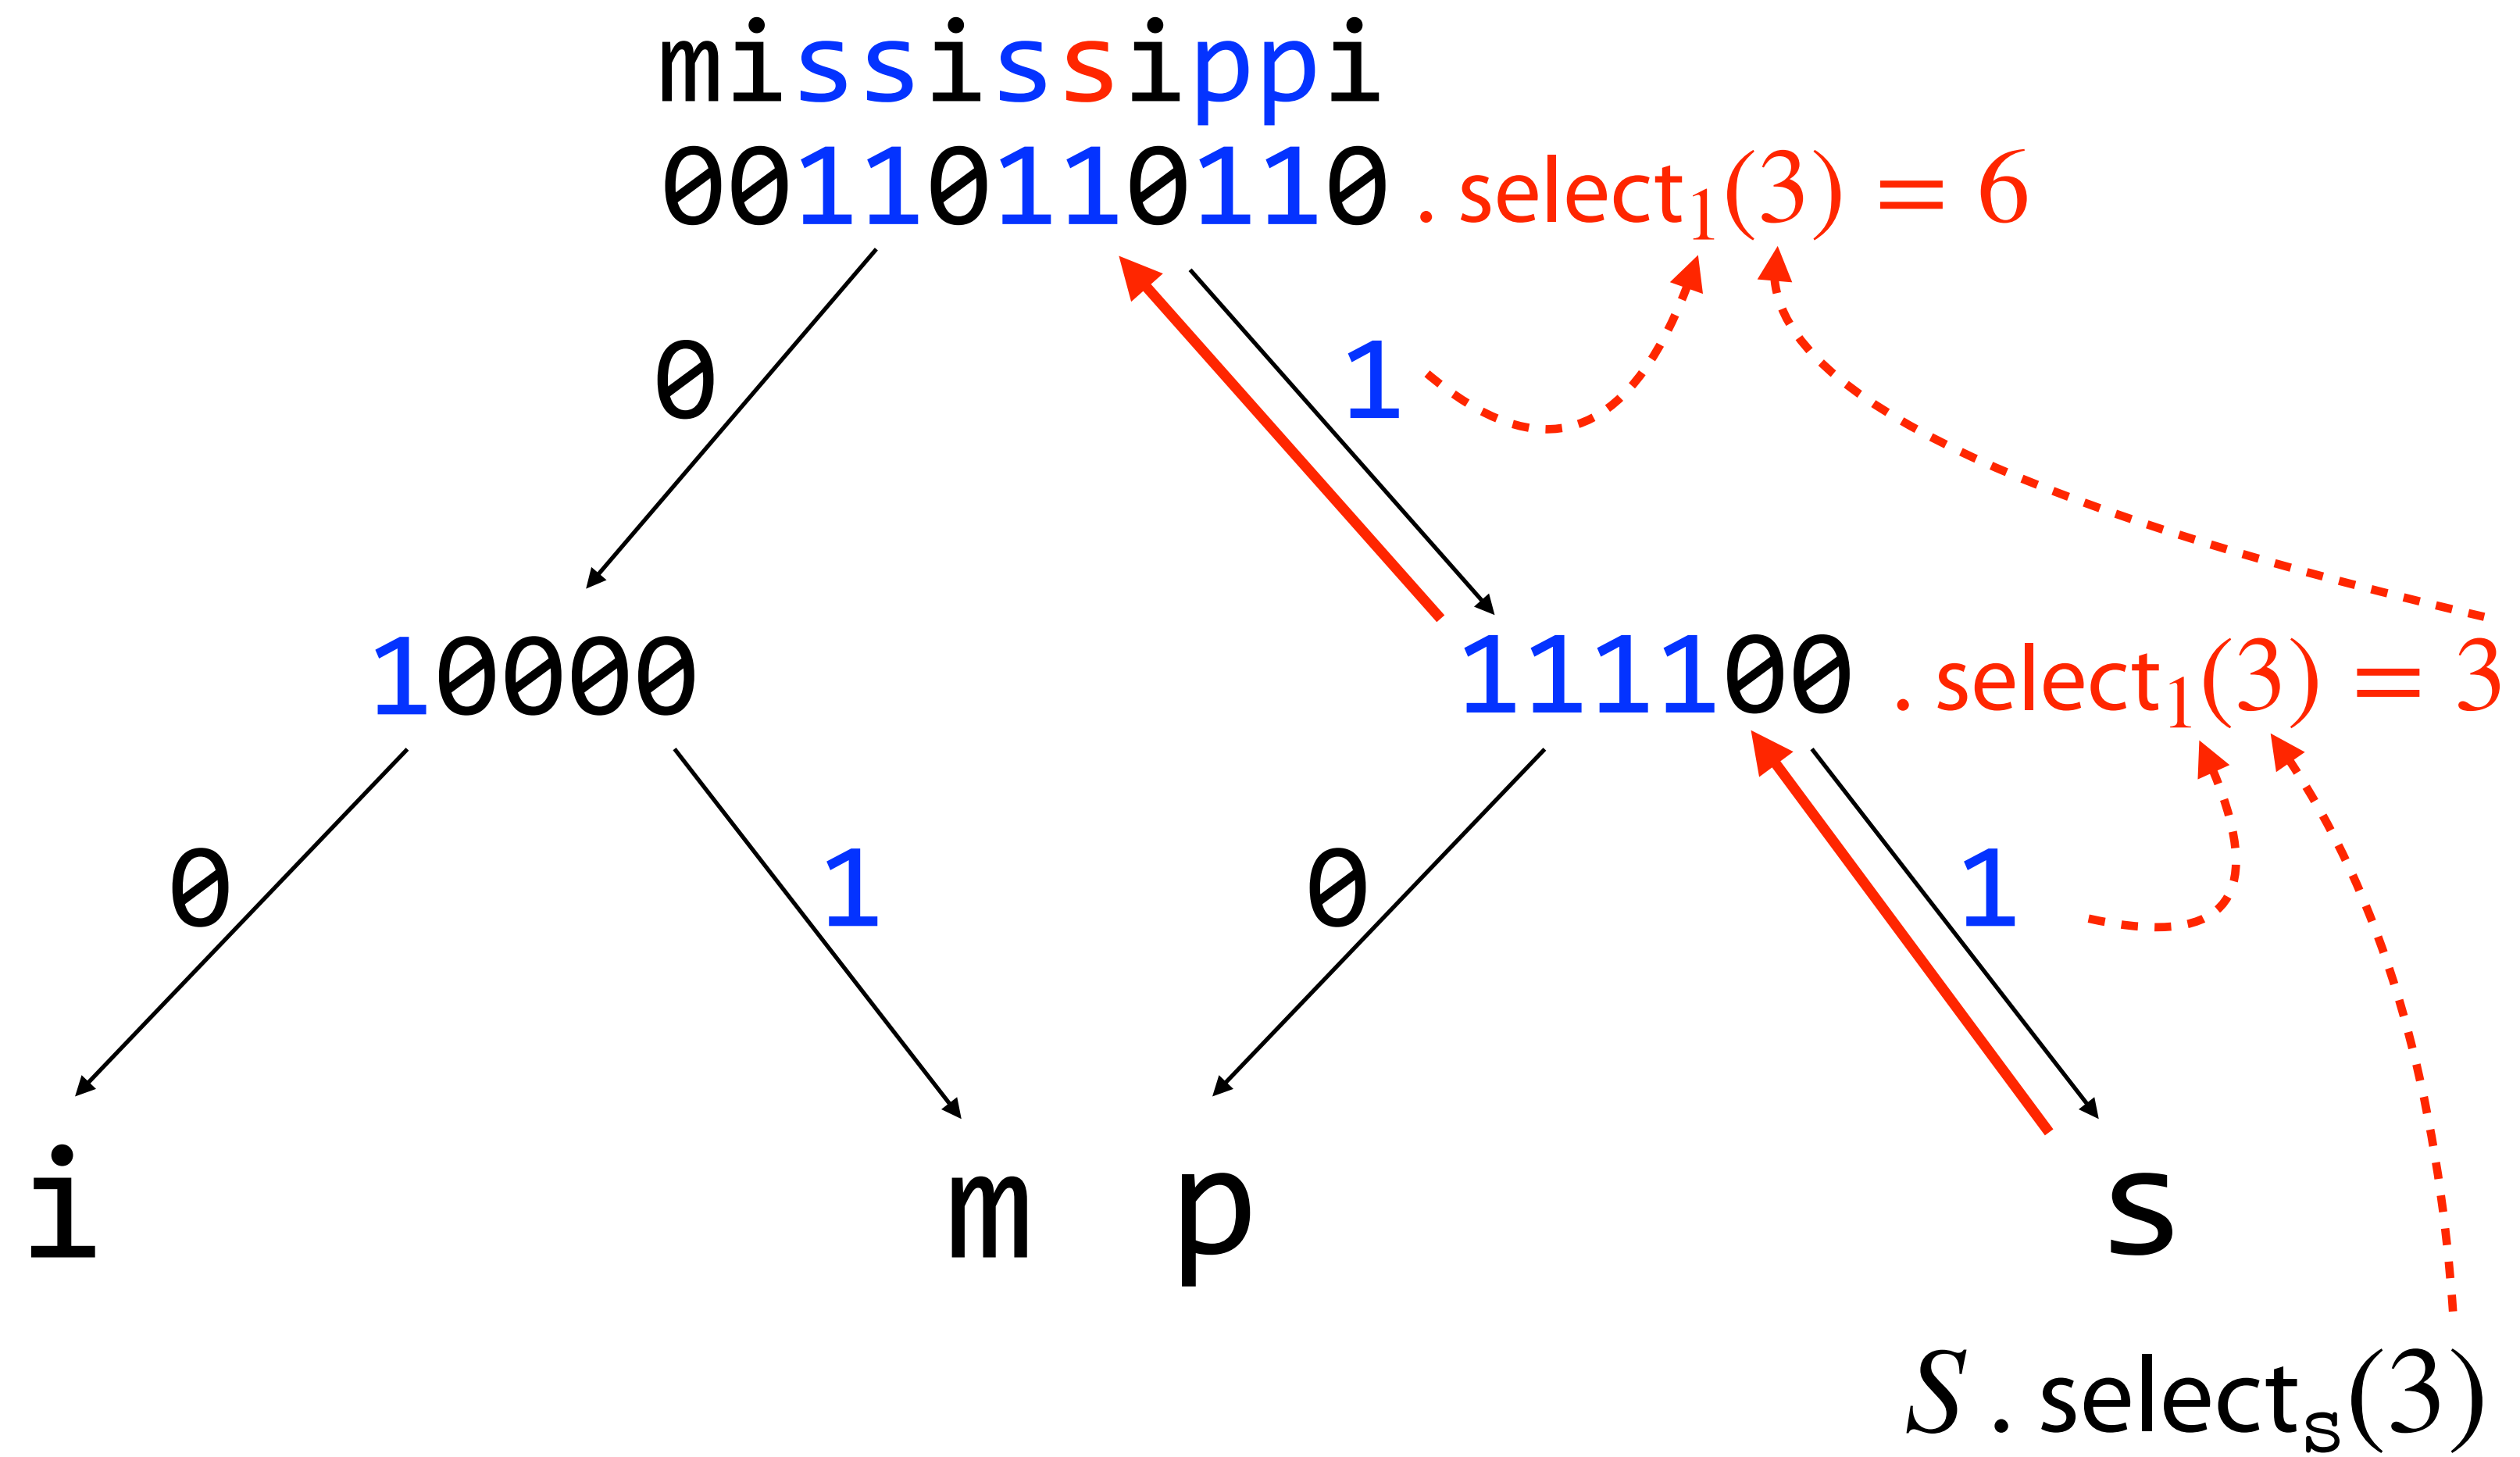 mississippi
00110110110 . select₁(3) = 6
0 1
10000 111100 . select₁(3) = 3
0 1 0 1
i m p s
S . selectₛ(3)